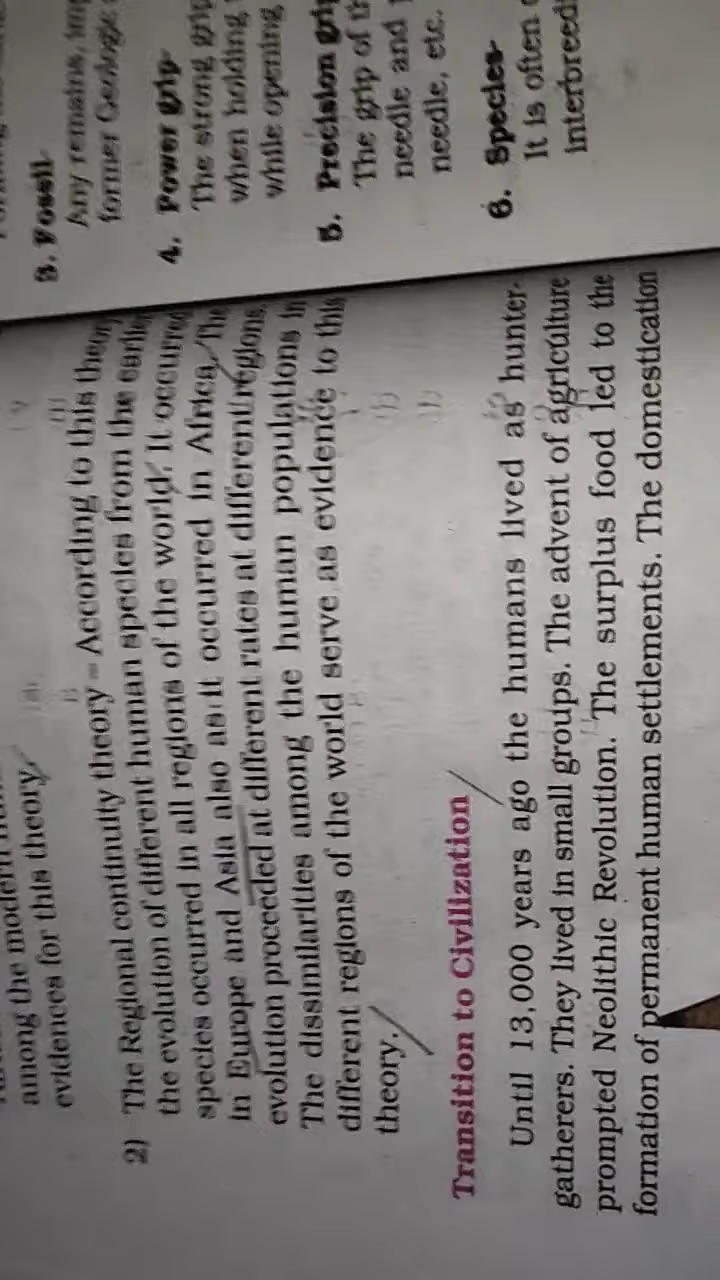 among the modern
evidences for this theory
2) The Regional continuity theory – According to this theory
the evolution of different human species from the earlier
species occurred in all regions of the world. It occurred
in Europe and Asia also as it occurred in Africa. The
evolution proceeded at different rates at different regions.
The dissimilarities among the human populations in
different regions of the world serve as evidence to this
theory.
Transition to Civilization
Until 13,000 years ago the humans lived as hunter-
gatherers. They lived in small groups. The advent of agriculture
prompted Neolithic Revolution. The surplus food led to the
formation of permanent human settlements. The domestication
3. Fossil-
Any remains,
former Geologic
4. Power grip-
The strong grip
when holding
while opening
5. Precision grip
The grip of
needle and
needle, etc.
6. Species-
It is often